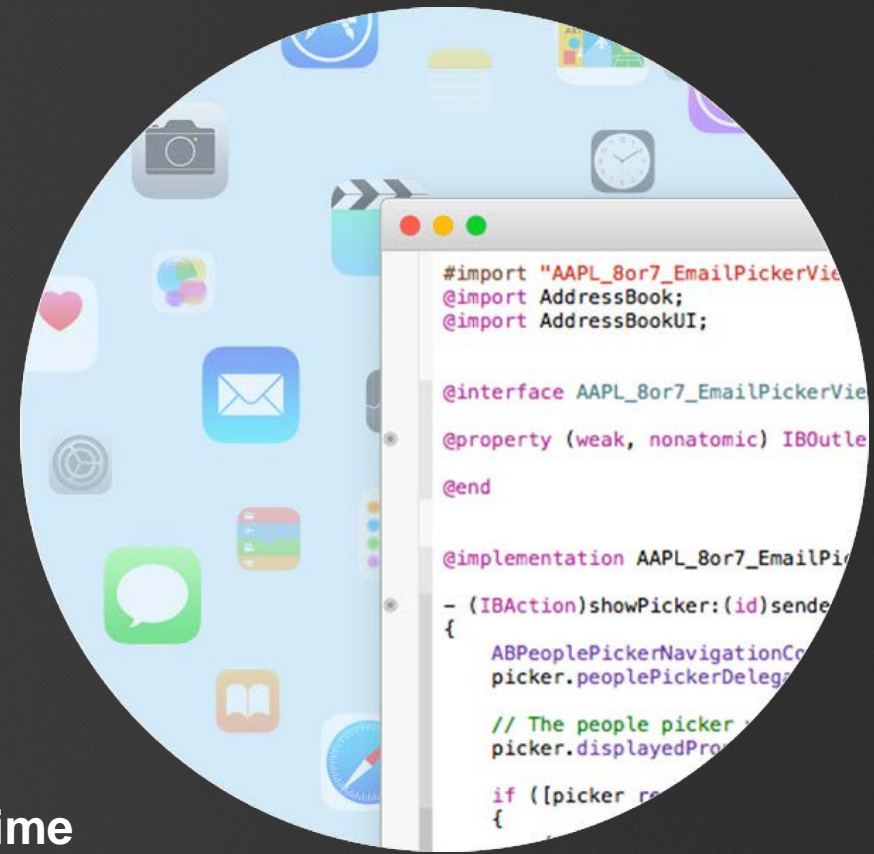 #import "AAPL_8or7_EmailPickerVie
@import AddressBook;
@import AddressBookUI;
@interface AAPL_8or7_EmailPickerVie
@property (weak, nonatomic) IBOutle
@end
@implementation AAPL_8or7_EmailPic
- (IBAction)showPicker:(id)sende
{
ABPeoplePickerNavigationCo
picker.peoplePickerDelega
// The people picker
picker.displayedPro
if ([picker re
{
ime